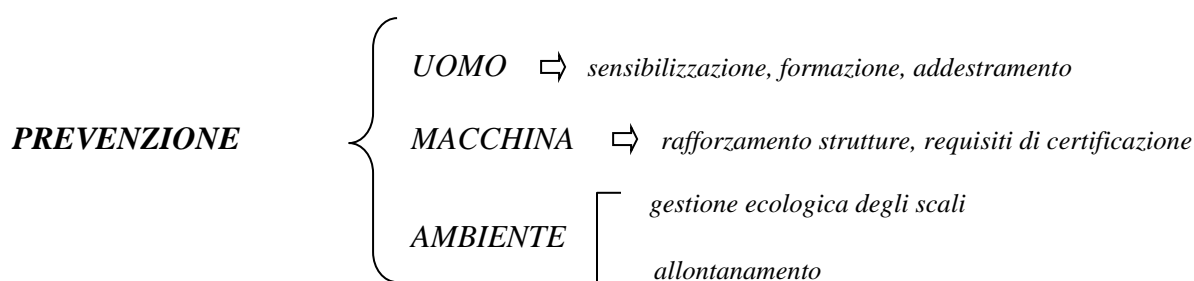 UOMO sensibilizzazione, formazione, addestramento
PREVENZIONE MACCHINA rafforzamento strutture, requisiti di certificazione
gestione ecologica degli scali
AMBIENTE
allontanamento